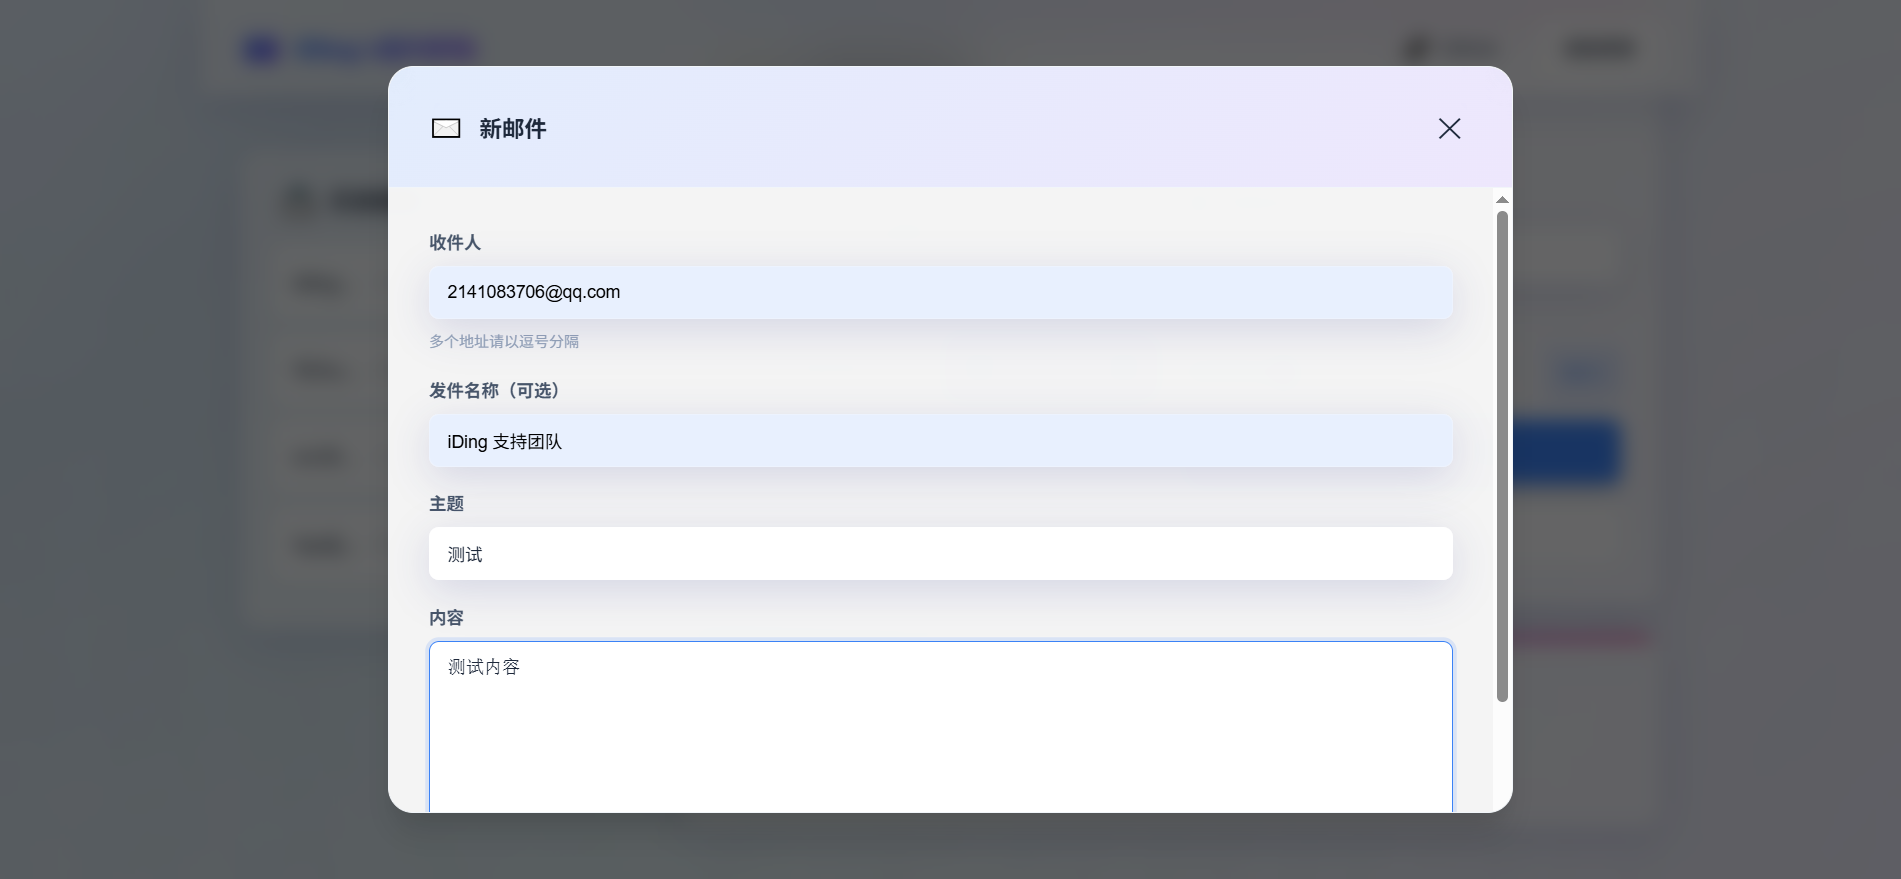 新邮件
收件人
2141083706@qq.com
多个地址请以逗号分隔
发件名称（可选）
iDing 支持团队
主题
测试
内容
测试内容